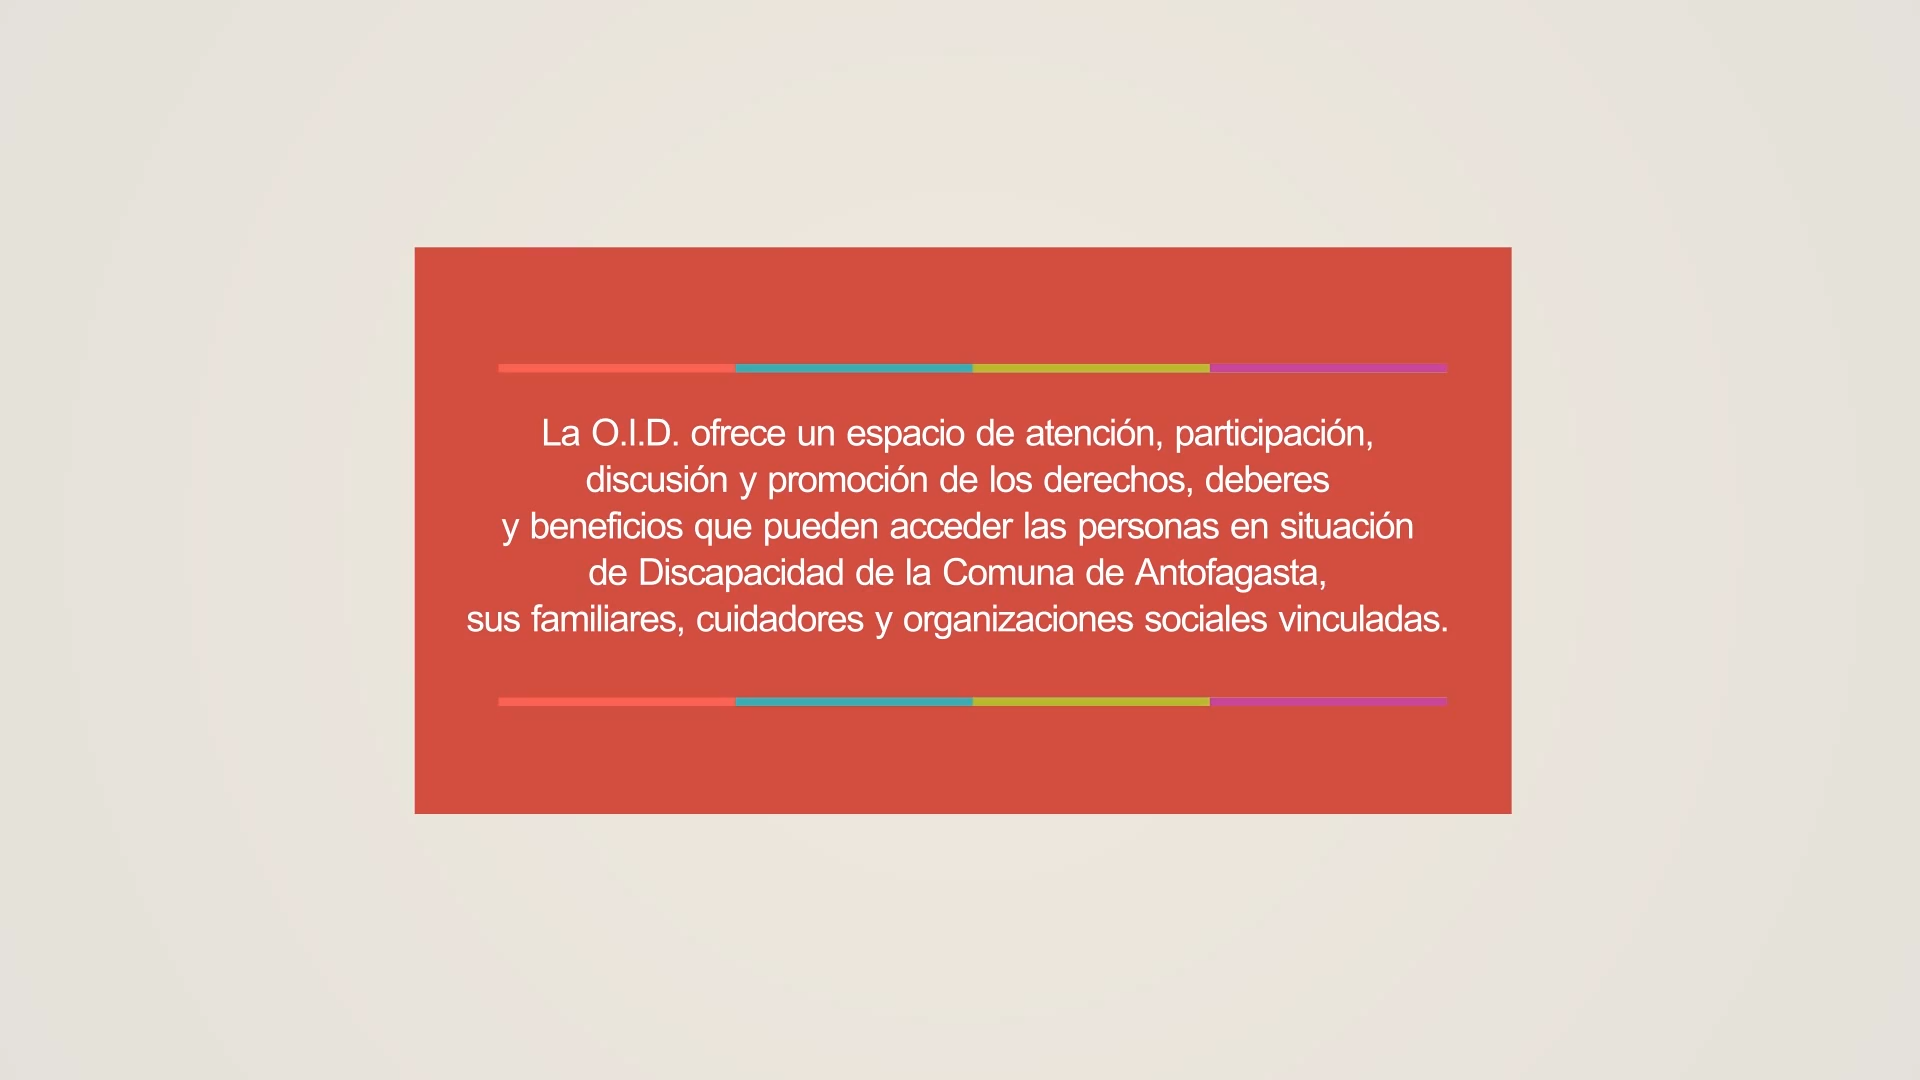 La O.I.D. ofrece un espacio de atención, participación,
discusión y promoción de los derechos, deberes
y beneficios que pueden acceder las personas en situación
de Discapacidad de la Comuna de Antofagasta,
sus familiares, cuidadores y organizaciones sociales vinculadas.